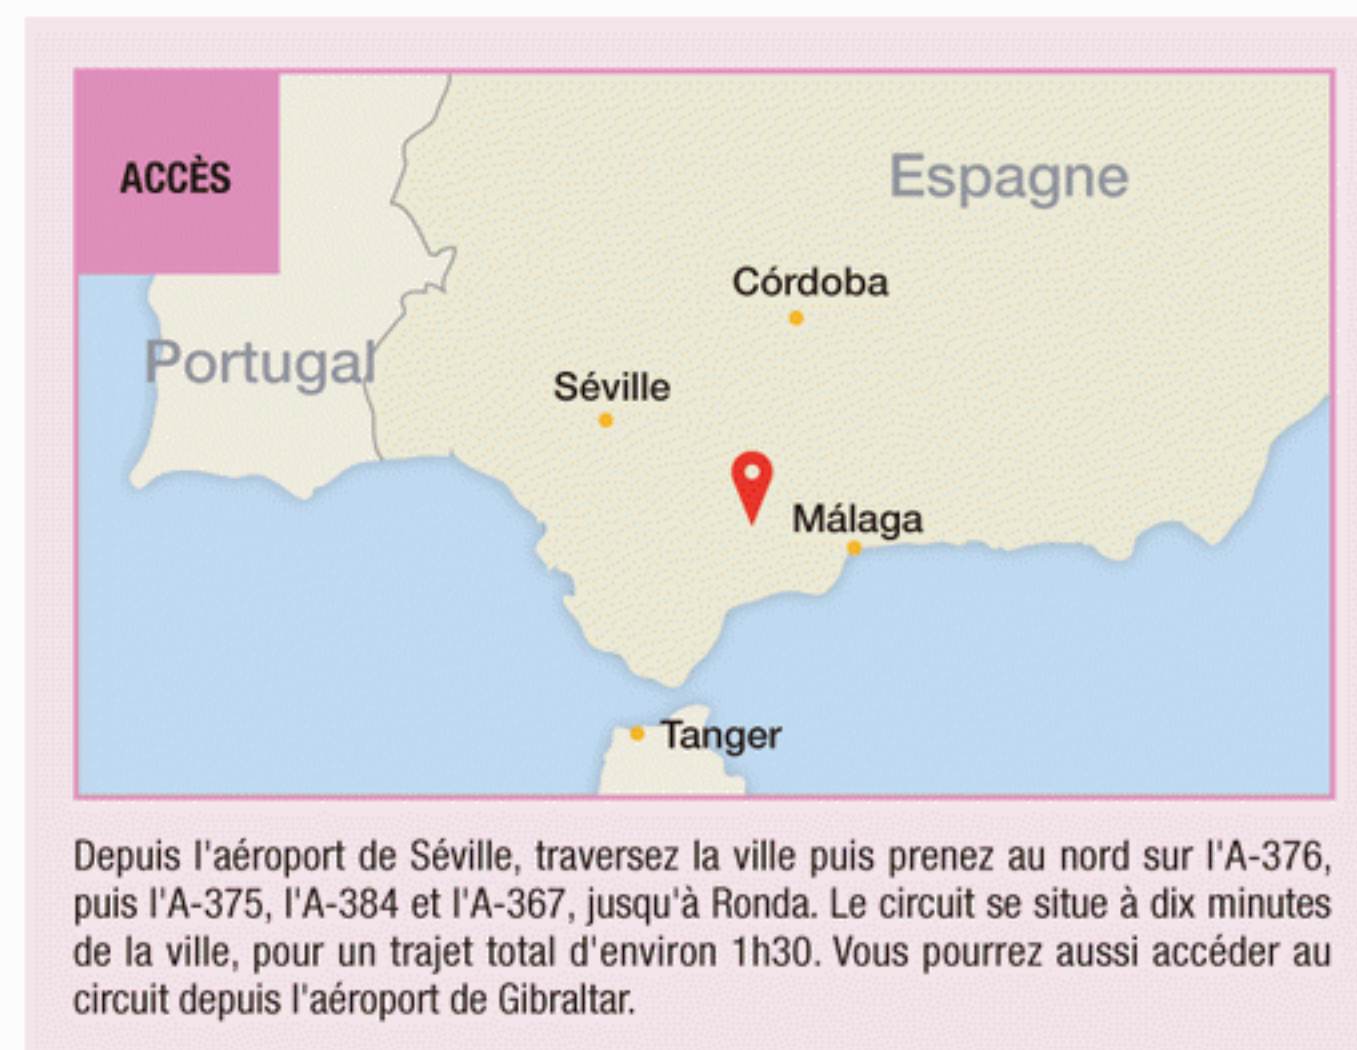 ACCÈS
Espagne
Córdoba
Portugal
Séville
Málaga
Tanger
Depuis l'aéroport de Séville, traversez la ville puis prenez au nord sur l'A-376,
puis l'A-375, l'A-384 et l'A-367, jusqu'à Ronda. Le circuit se situe à dix minutes
de la ville, pour un trajet total d'environ 1h30. Vous pourrez aussi accéder au
circuit depuis l'aéroport de Gibraltar.